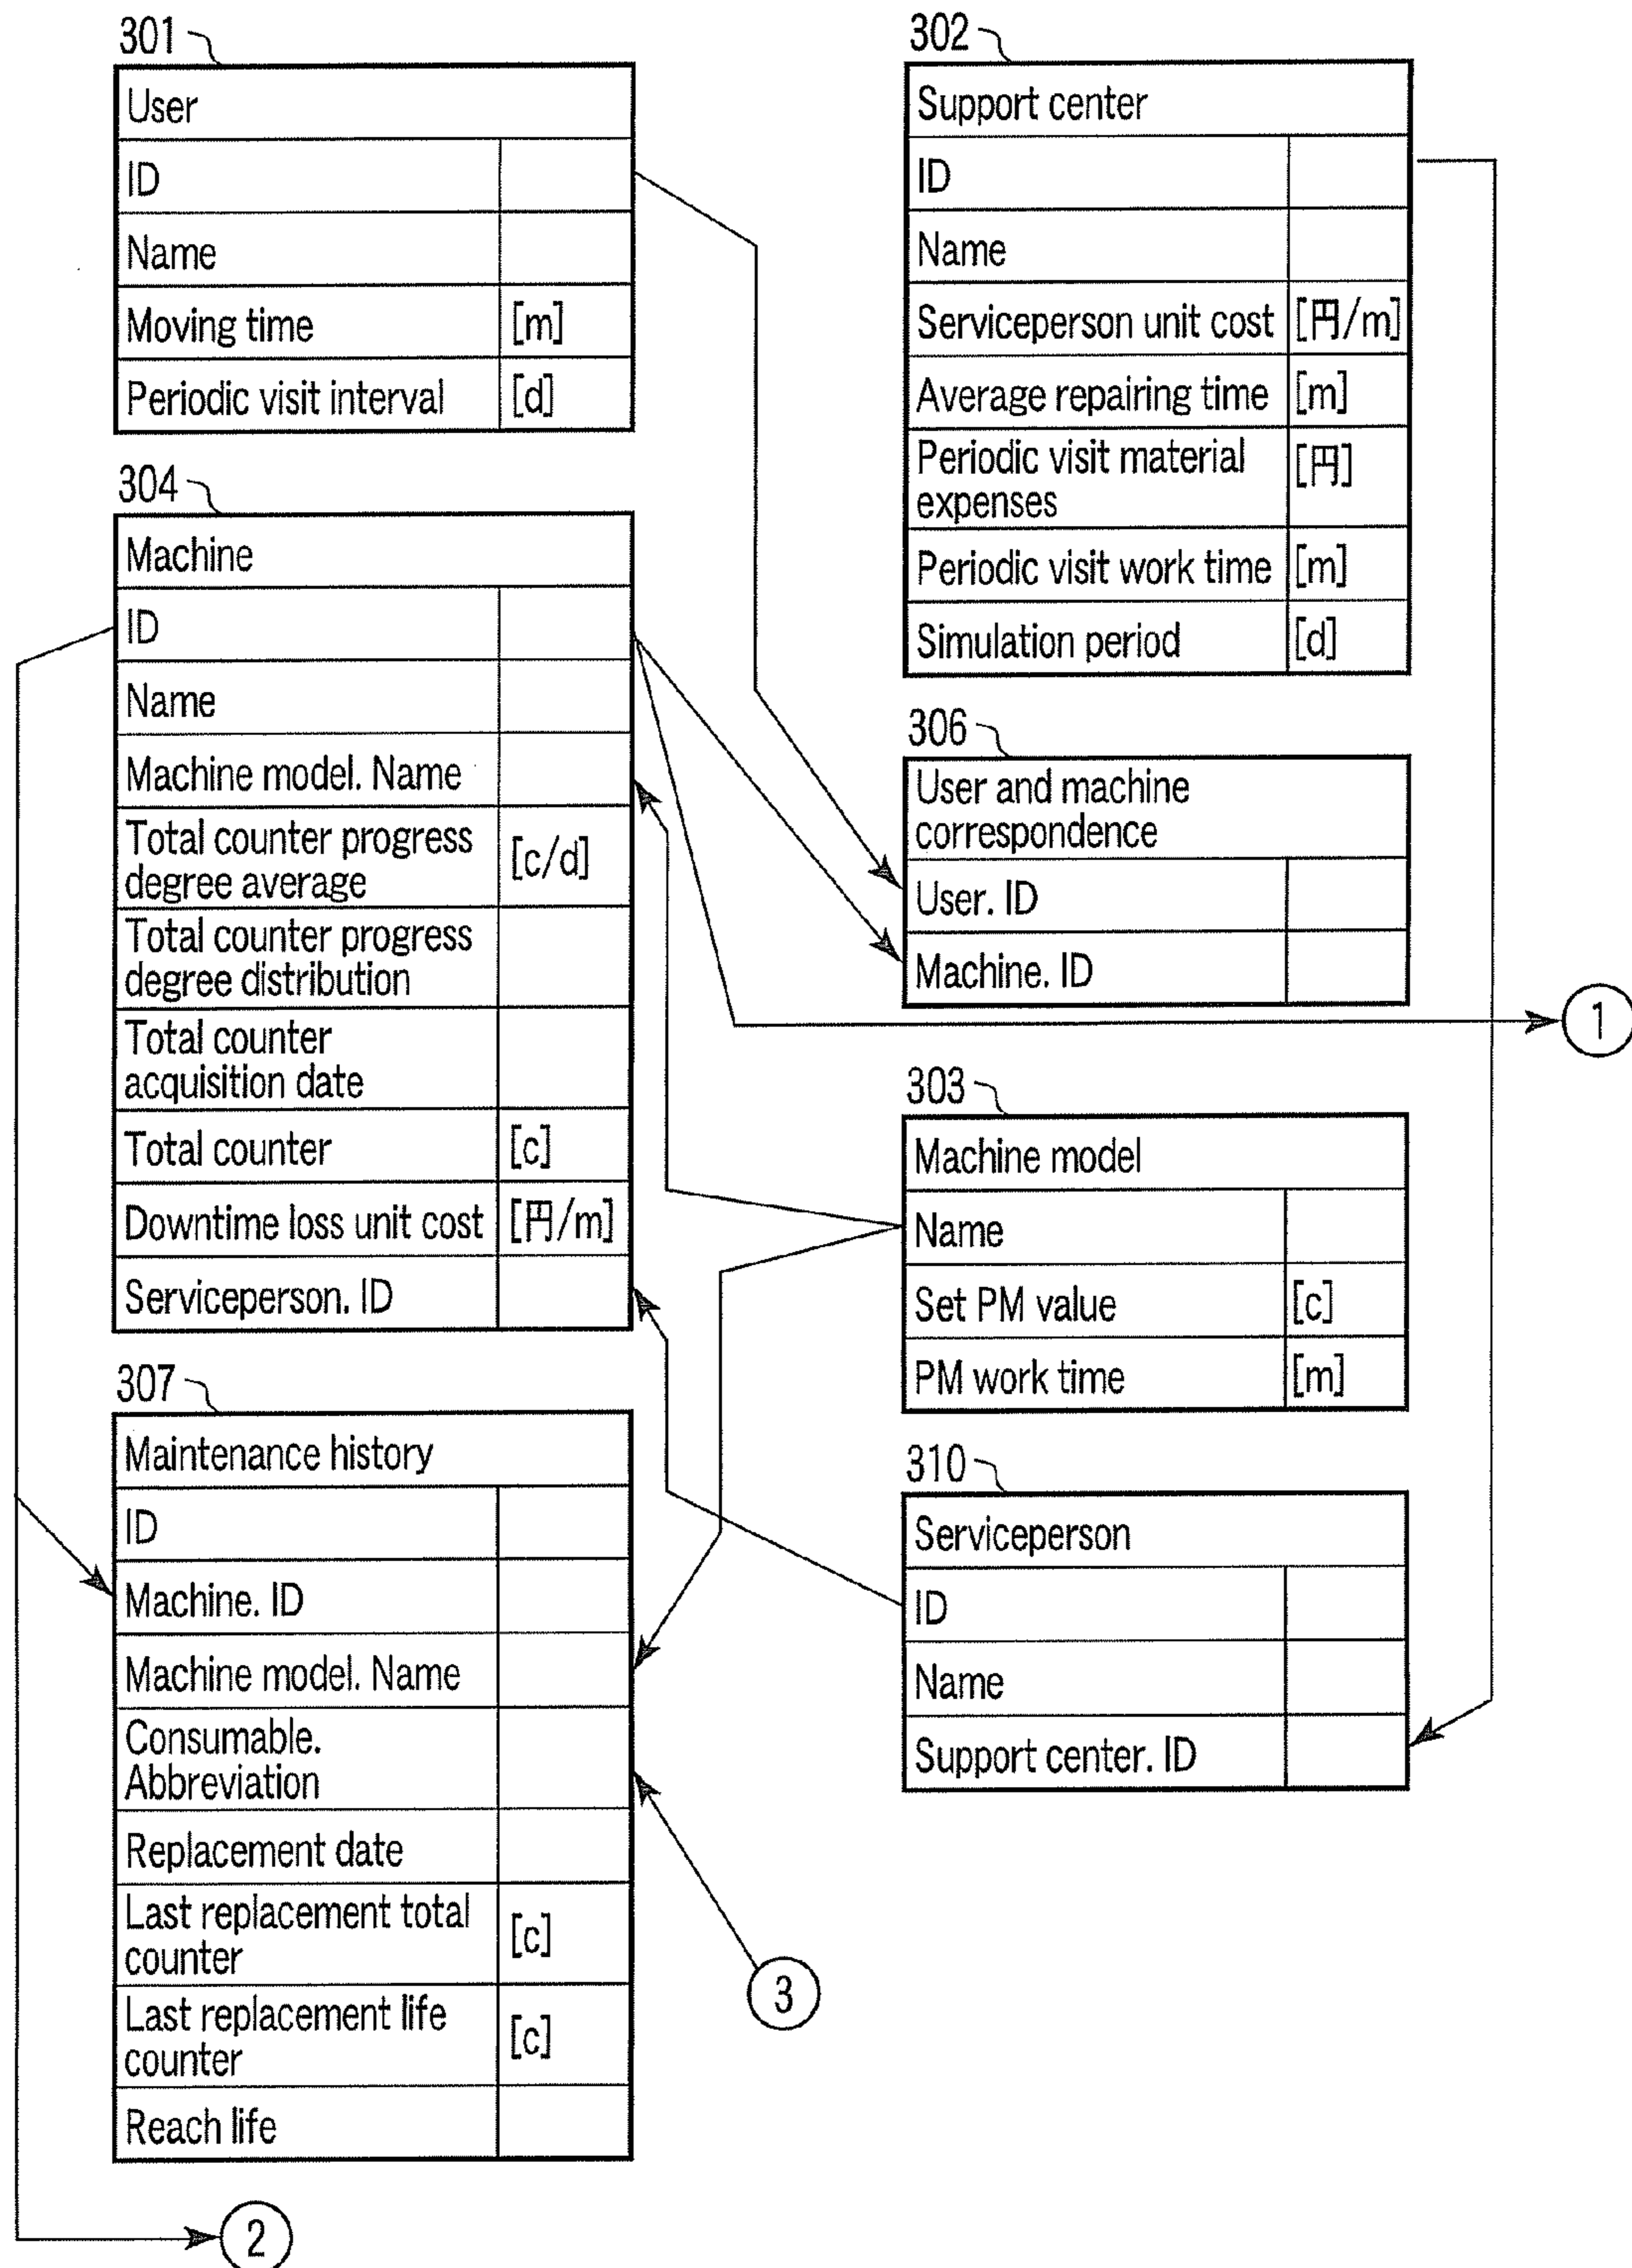 301
User
ID
Name
Moving time [m]
Periodic visit interval [d]
304
Machine
ID
Name
Machine model. Name
Total counter progress
degree average [c/d]
Total counter progress
degree distribution
Total counter
acquisition date
Total counter [c]
Downtime loss unit cost [円/m]
Serviceperson. ID
307
Maintenance history
ID
Machine. ID
Machine model. Name
Consumable.
Abbreviation
Replacement date
Last replacement total
counter [c]
Last replacement life
counter [c]
Reach life
2
302
Support center
ID
Name
Serviceperson unit cost [円/m]
Average repairing time [m]
Periodic visit material
expenses [円]
Periodic visit work time [m]
Simulation period [d]
306
User and machine
correspondence
User. ID
Machine. ID
1
303
Machine model
Name
Set PM value [c]
PM work time [m]
310
Serviceperson
ID
Name
Support center. ID
3